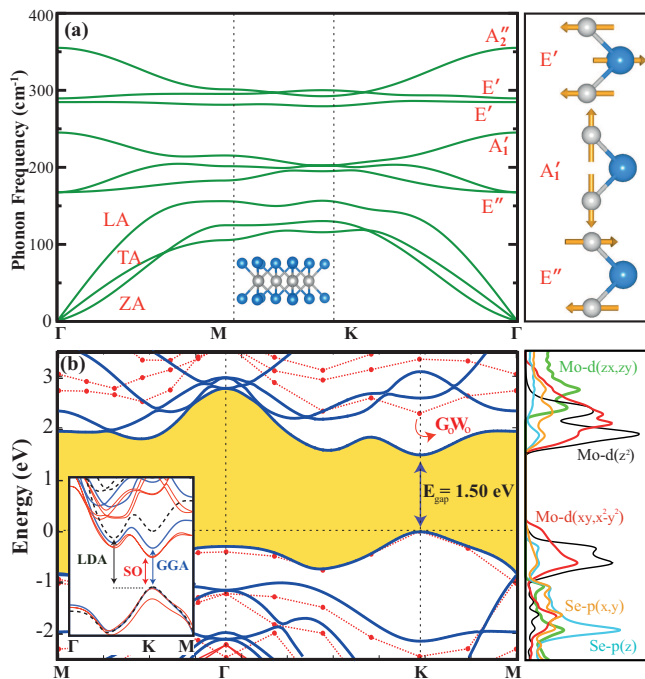 (a)
400
300
200
100
0
Phonon Frequency (cm⁻¹)
A₂″
E′
E′
A₁′
E″
LA
TA
ZA
Γ M K Γ
E′
A₁′
E″
(b)
3
2
1
0
-1
-2
Energy (eV)
G₀W₀
E_gap = 1.50 eV
LDA
SO
GGA
Γ K M
M Γ K M
Mo-d(zx,zy)
Mo-d(z²)
Mo-d(xy,x²-y²)
Se-p(x,y)
Se-p(z)